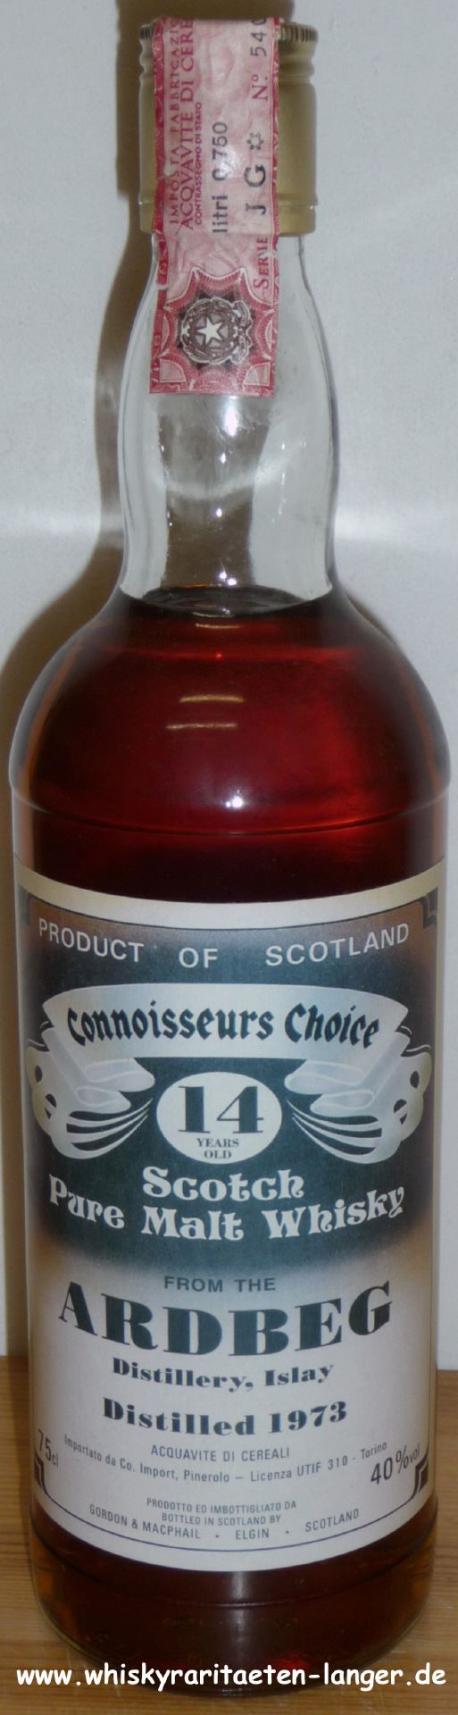 IMPOSTA FABBRICAZIO
ACQVAVITE DI CERE
CONTRASSEGNO DI STATO
litri 0,750
SERIE J G N° 540
PRODUCT OF SCOTLAND
Connoisseurs Choice
14
YEARS
OLD
Scotch
Pure Malt Whisky
FROM THE
ARDBEG
Distillery, Islay
Distilled 1973
ACQUAVITE DI CEREALI
75cl
Importato da Co. Import, Pinerolo – Licenza UTIF 310 - Torino
40%vol
PRODOTTO ED IMBOTTIGLIATO DA
BOTTLED IN SCOTLAND BY
GORDON & MACPHAIL • ELGIN • SCOTLAND
www.whiskyraritaeten-langer.de